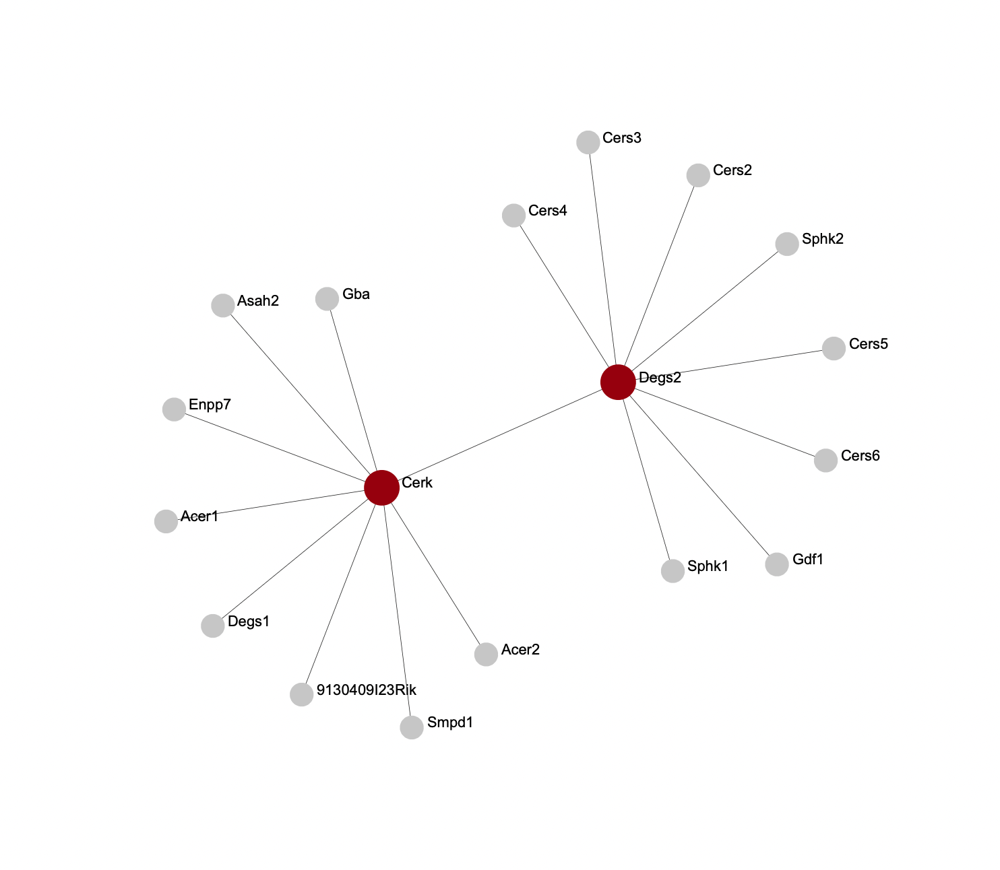 Cers3
Cers2
Cers4
Sphk2
Gba
Asah2
Cers5
Degs2
Enpp7
Cers6
Cerk
Acer1
Gdf1
Sphk1
Degs1
Acer2
9130409I23Rik
Smpd1